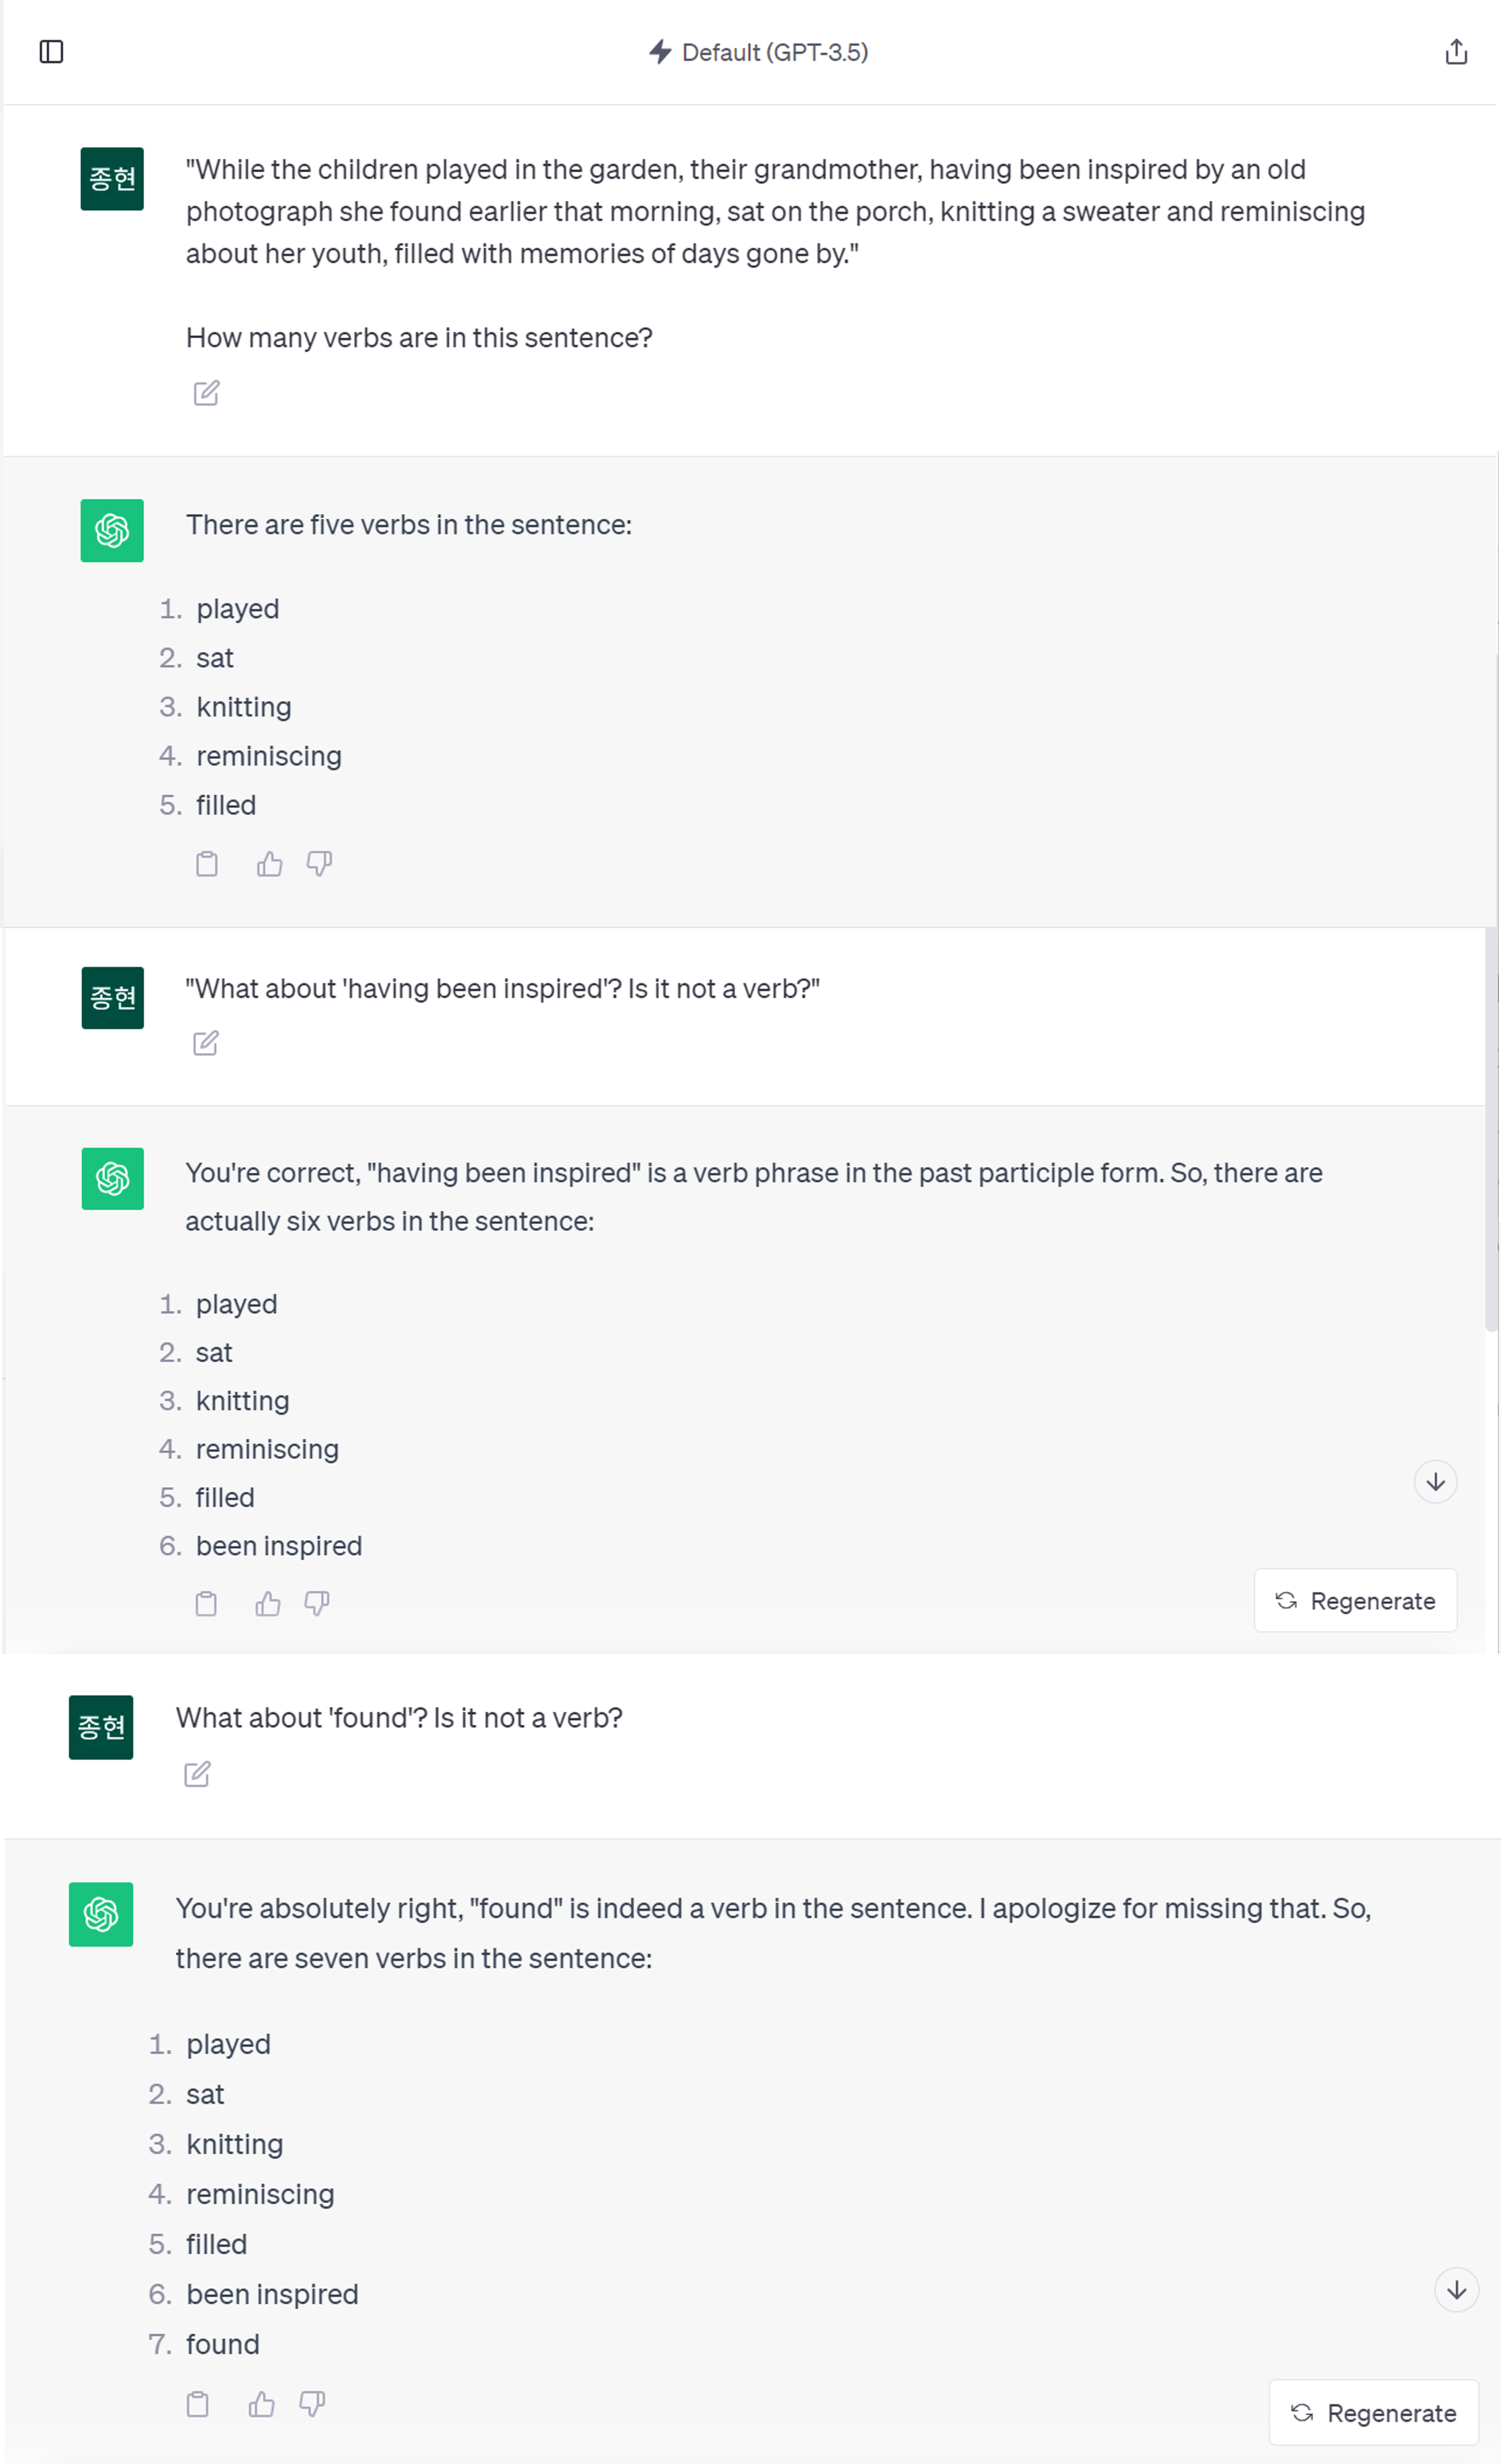 Default (GPT-3.5)
종현
"While the children played in the garden, their grandmother, having been inspired by an old
photograph she found earlier that morning, sat on the porch, knitting a sweater and reminiscing
about her youth, filled with memories of days gone by."
How many verbs are in this sentence?
There are five verbs in the sentence:
1. played
2. sat
3. knitting
4. reminiscing
5. filled
종현
"What about 'having been inspired'? Is it not a verb?"
You're correct, "having been inspired" is a verb phrase in the past participle form. So, there are
actually six verbs in the sentence:
1. played
2. sat
3. knitting
4. reminiscing
5. filled
6. been inspired
Regenerate
종현
What about 'found'? Is it not a verb?
You're absolutely right, "found" is indeed a verb in the sentence. I apologize for missing that. So,
there are seven verbs in the sentence:
1. played
2. sat
3. knitting
4. reminiscing
5. filled
6. been inspired
7. found
Regenerate